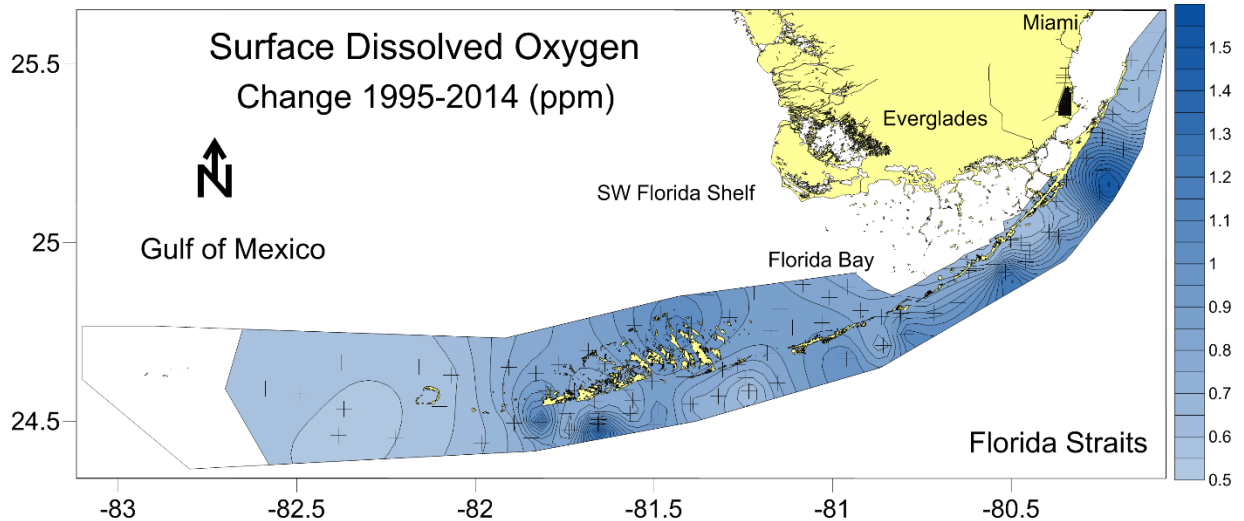 Surface Dissolved Oxygen
Change 1995-2014 (ppm)
N
Gulf of Mexico
Miami
Everglades
SW Florida Shelf
Florida Bay
Florida Straits
25.5
25
24.5
-83
-82.5
-82
-81.5
-81
-80.5
1.5
1.4
1.3
1.2
1.1
1
0.9
0.8
0.7
0.6
0.5